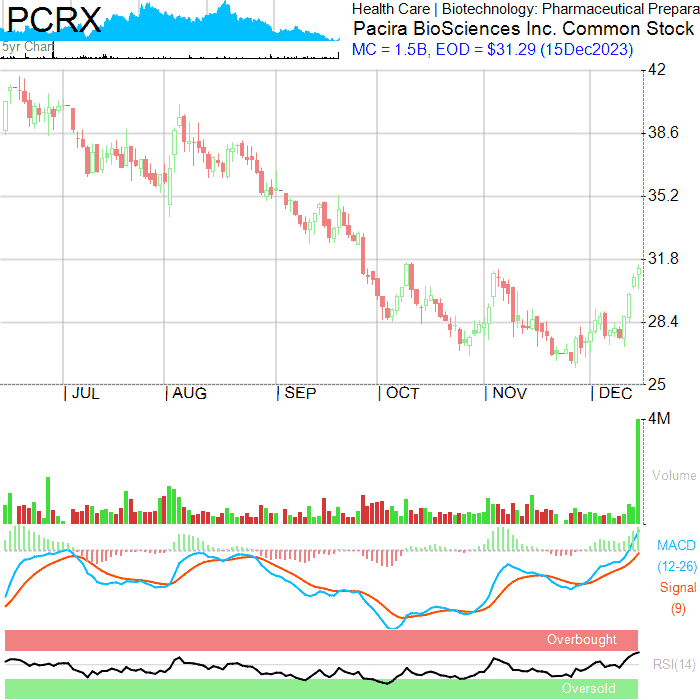 PCRX
5yr Chart
Health Care | Biotechnology: Pharmaceutical Prepara
Pacira BioSciences Inc. Common Stock
MC = 1.5B, EOD = $31.29 (15Dec2023)
42
38.6
35.2
31.8
28.4
25
| JUL | AUG | SEP | OCT | NOV | DEC
4M
Volume
MACD
(12-26)
Signal
(9)
Overbought
RSI(14)
Oversold